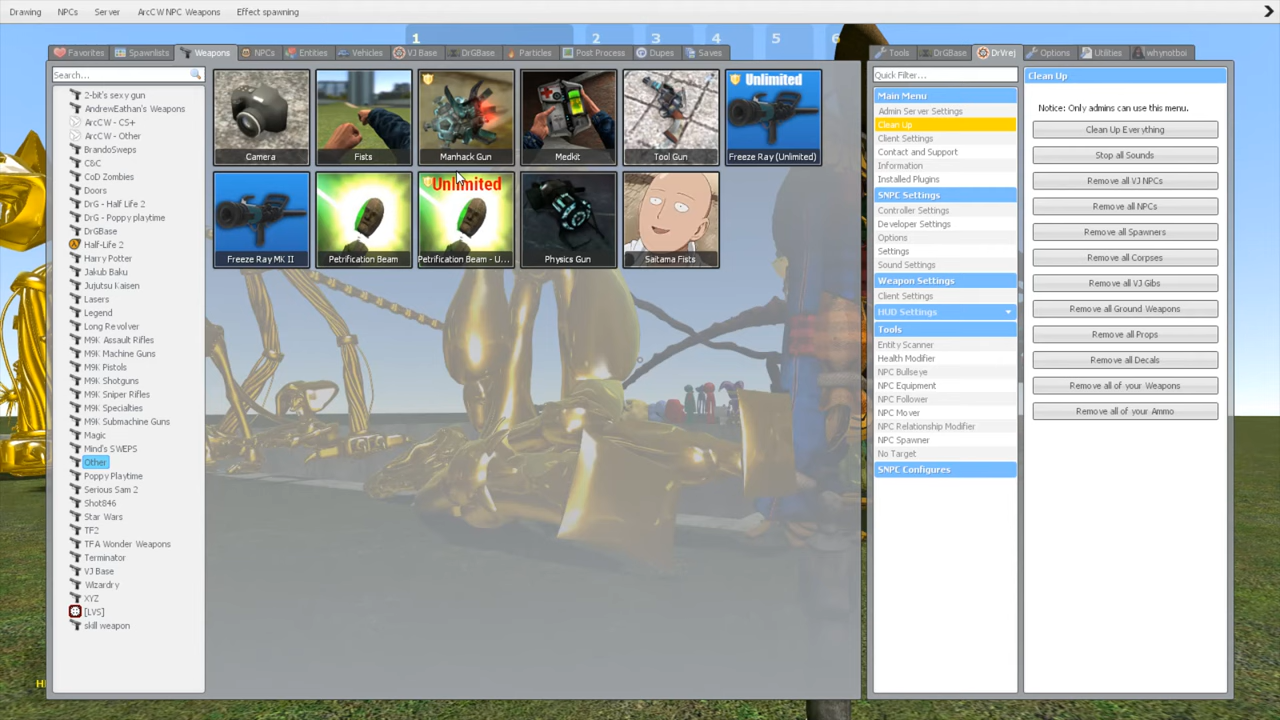 Drawing NPCs Server ArcCW NPC Weapons Effect spawning
1 2 3 4 5 6
Favorites Spawnlists Weapons NPCs Entities Vehicles VJ Base DrGBase Particles Post Process Dupes Saves
Search...
2-bit's sexy gun
AndrewEathan's Weapons
ArcCW - CS+
ArcCW - Other
BrandoSweps
C&C
CoD Zombies
Doors
DrG - Half Life 2
DrG - Poppy playtime
DrGBase
Half-Life 2
Harry Potter
Jakub Baku
Jujutsu Kaisen
Lasers
Legend
Long Revolver
M9K Assault Rifles
M9K Machine Guns
M9K Pistols
M9K Shotguns
M9K Sniper Rifles
M9K Specialties
M9K Submachine Guns
Magic
Mind's SWEPS
Other
Poppy Playtime
Serious Sam 2
Shot846
Star Wars
TF2
TFA Wonder Weapons
Terminator
VJ Base
Wizardry
XYZ
[LVS]
skill weapon
Unlimited
Camera Fists Manhack Gun Medkit Tool Gun Freeze Ray (Unlimited)
Unlimited
Freeze Ray MK II Petrification Beam Petrification Beam - U... Physics Gun Saitama Fists
Tools DrGBase DrVrej Options Utilities whynotboi
Quick Filter...
Main Menu
Admin Server Settings
Clean Up
Client Settings
Contact and Support
Information
Installed Plugins
SNPC Settings
Controller Settings
Developer Settings
Options
Settings
Sound Settings
Weapon Settings
Client Settings
HUD Settings
Tools
Entity Scanner
Health Modifier
NPC Bullseye
NPC Equipment
NPC Follower
NPC Mover
NPC Relationship Modifier
NPC Spawner
No Target
SNPC Configures
Clean Up
Notice: Only admins can use this menu.
Clean Up Everything
Stop all Sounds
Remove all VJ NPCs
Remove all NPCs
Remove all Spawners
Remove all Corpses
Remove all VJ Gibs
Remove all Ground Weapons
Remove all Props
Remove all Decals
Remove all of your Weapons
Remove all of your Ammo